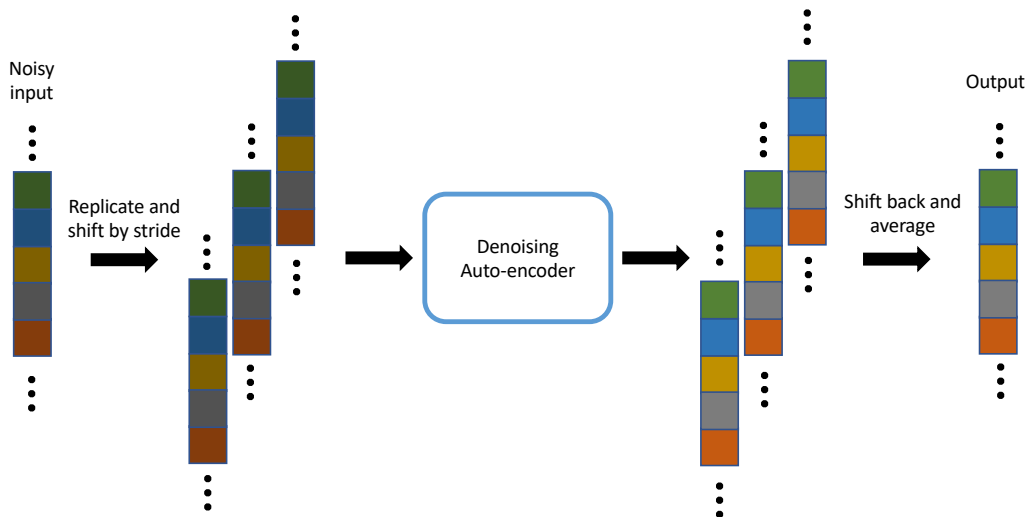 Noisy
input
Replicate and
shift by stride
Denoising
Auto-encoder
Shift back and
average
Output